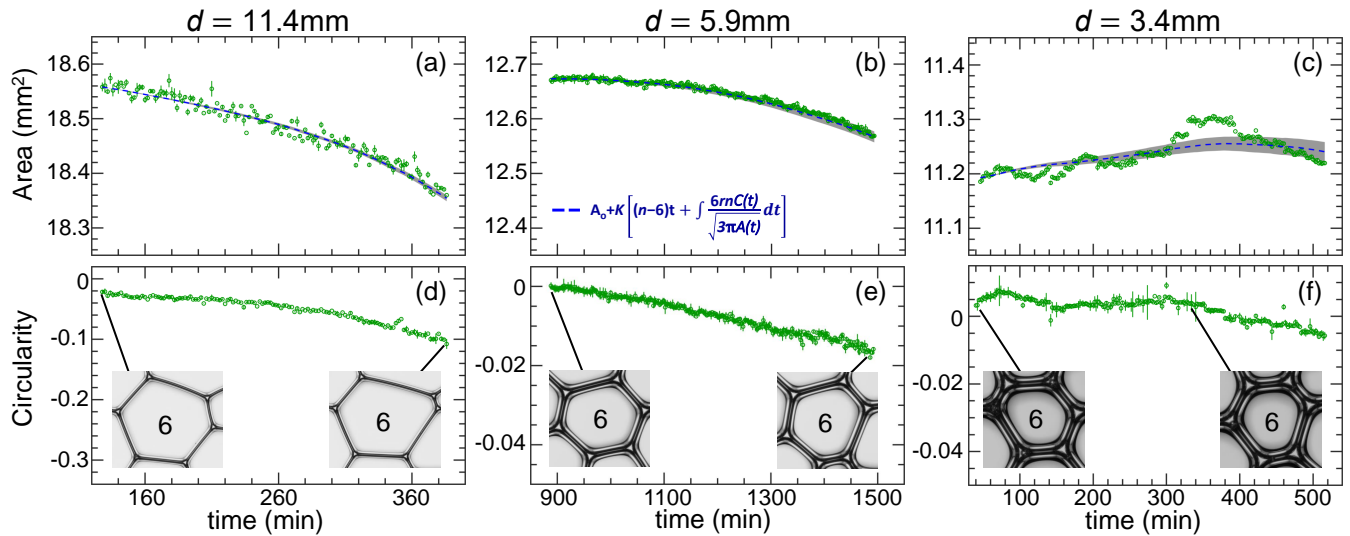 d = 11.4mm
d = 5.9mm
d = 3.4mm
Area (mm²)
18.6
18.5
18.4
18.3
(a)
12.7
12.6
12.5
12.4
(b)
A₀+K[(n−6)t + ∫ 6rnC(t)/√3πA(t) dt]
11.4
11.3
11.2
11.1
(c)
Circularity
0
-0.1
-0.2
-0.3
(d)
6
6
160
260
360
time (min)
0
-0.02
-0.04
(e)
6
6
900
1100
1300
1500
time (min)
0
-0.02
-0.04
(f)
6
6
100
200
300
400
500
time (min)